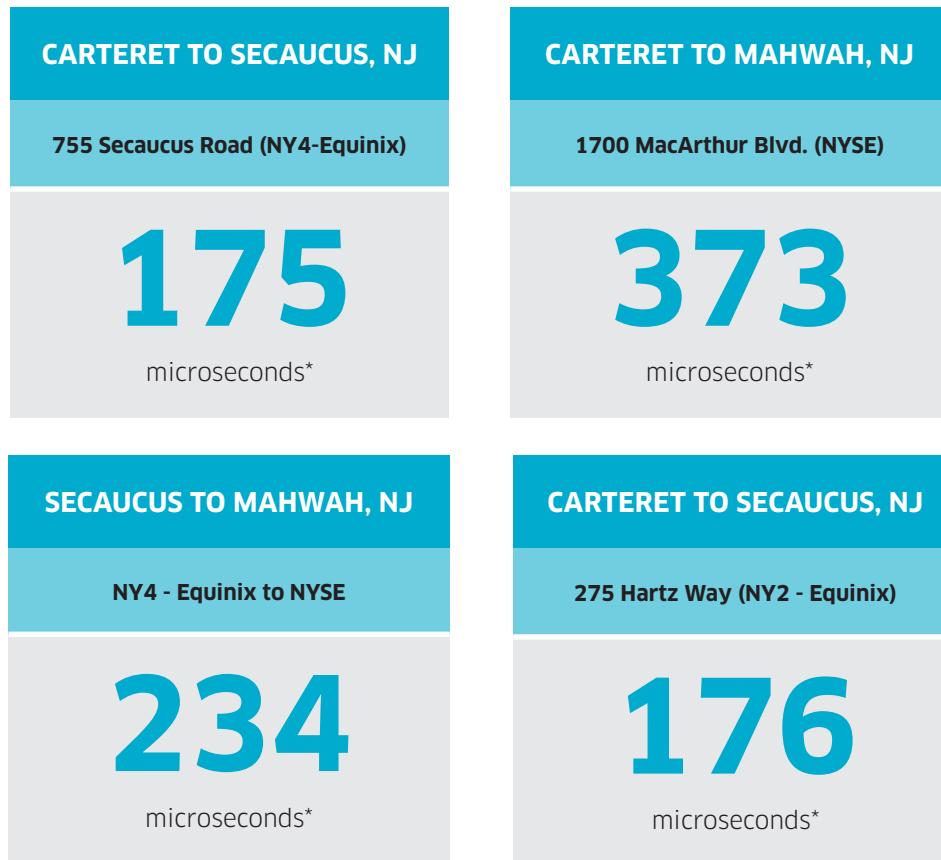 CARTERET TO SECAUCUS, NJ
755 Secaucus Road (NY4-Equinix)
175
microseconds*
CARTERET TO MAHWAH, NJ
1700 MacArthur Blvd. (NYSE)
373
microseconds*
SECAUCUS TO MAHWAH, NJ
NY4 - Equinix to NYSE
234
microseconds*
CARTERET TO SECAUCUS, NJ
275 Hartz Way (NY2 - Equinix)
176
microseconds*